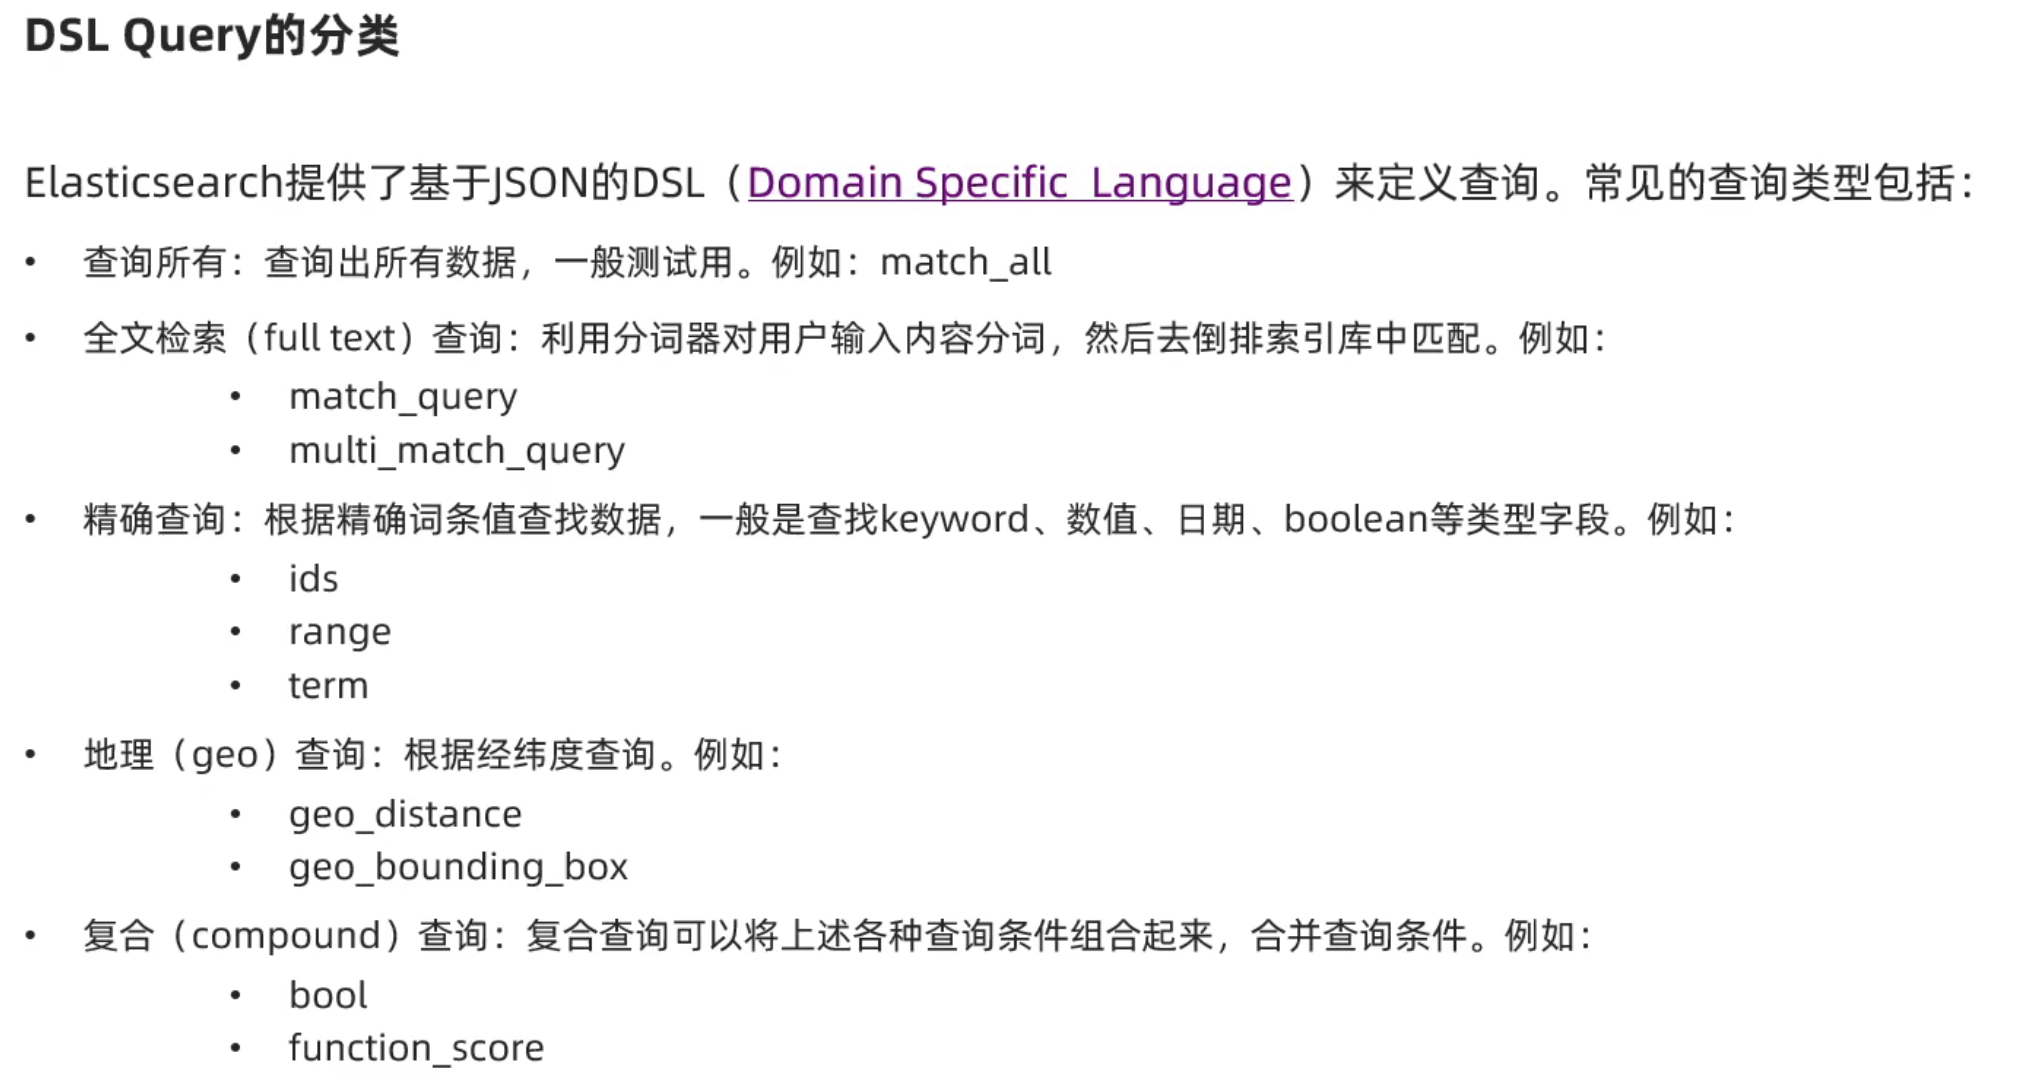 DSL Query的分类
Elasticsearch提供了基于JSON的DSL（Domain Specific  Language）来定义查询。常见的查询类型包括：
• 查询所有：查询出所有数据，一般测试用。例如：match_all
• 全文检索（full text）查询：利用分词器对用户输入内容分词，然后去倒排索引库中匹配。例如：
• match_query
• multi_match_query
• 精确查询：根据精确词条值查找数据，一般是查找keyword、数值、日期、boolean等类型字段。例如：
• ids
• range
• term
• 地理（geo）查询：根据经纬度查询。例如：
• geo_distance
• geo_bounding_box
• 复合（compound）查询：复合查询可以将上述各种查询条件组合起来，合并查询条件。例如：
• bool
• function_score